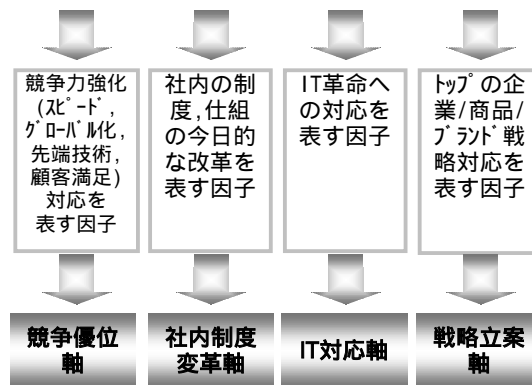 競争力強化
(ｽﾋﾟｰﾄﾞ,
ｸﾞﾛｰﾊﾞﾙ化,
先端技術,
顧客満足)
対応を
表す因子
社内の制
度,仕組
の今日的
な改革を
表す因子
IT革命へ
の対応を
表す因子
ﾄｯﾌﾟの企
業/商品/
ﾌﾞﾗﾝﾄﾞ戦
略対応を
表す因子
競争優位
軸
社内制度
変革軸
IT対応軸
戦略立案
軸